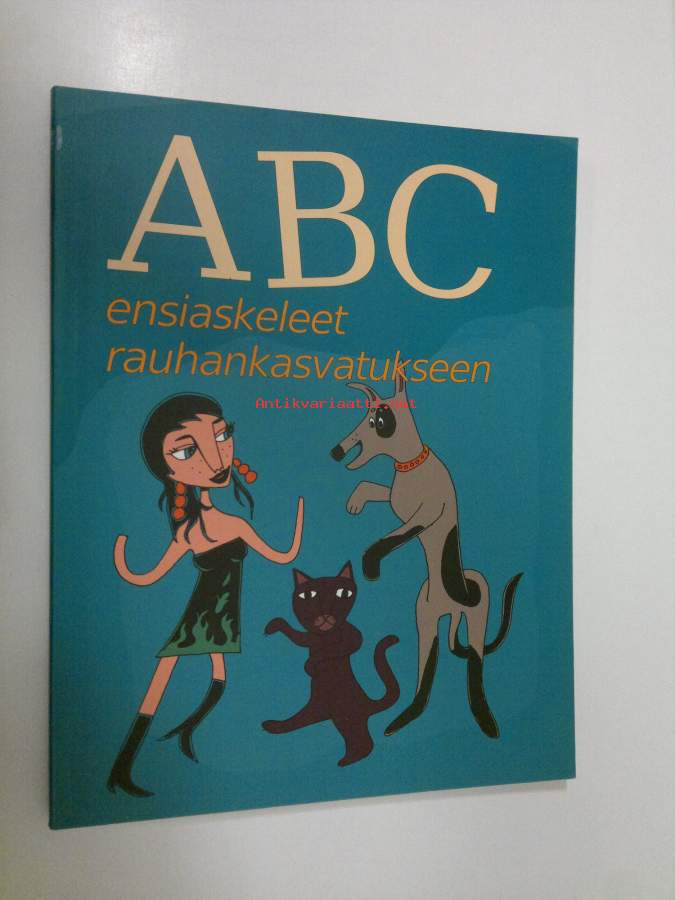 ABC
ensiaskeleet
rauhankasvatukseen
Antikvariaatti.net